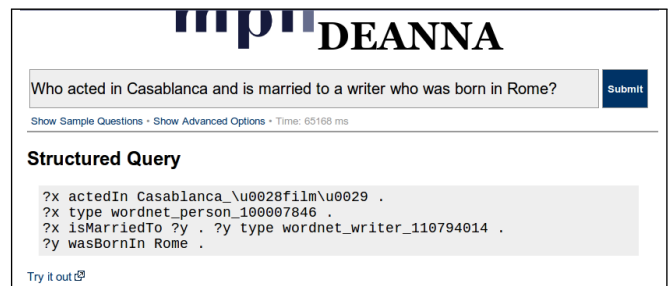 mpii
DEANNA
Who acted in Casablanca and is married to a writer who was born in Rome?
Submit
Show Sample Questions • Show Advanced Options • Time: 65168 ms
Structured Query
?x actedIn Casablanca_\u0028film\u0029 .
?x type wordnet_person_100007846 .
?x isMarriedTo ?y . ?y type wordnet_writer_110794014 .
?y wasBornIn Rome .
Try it out